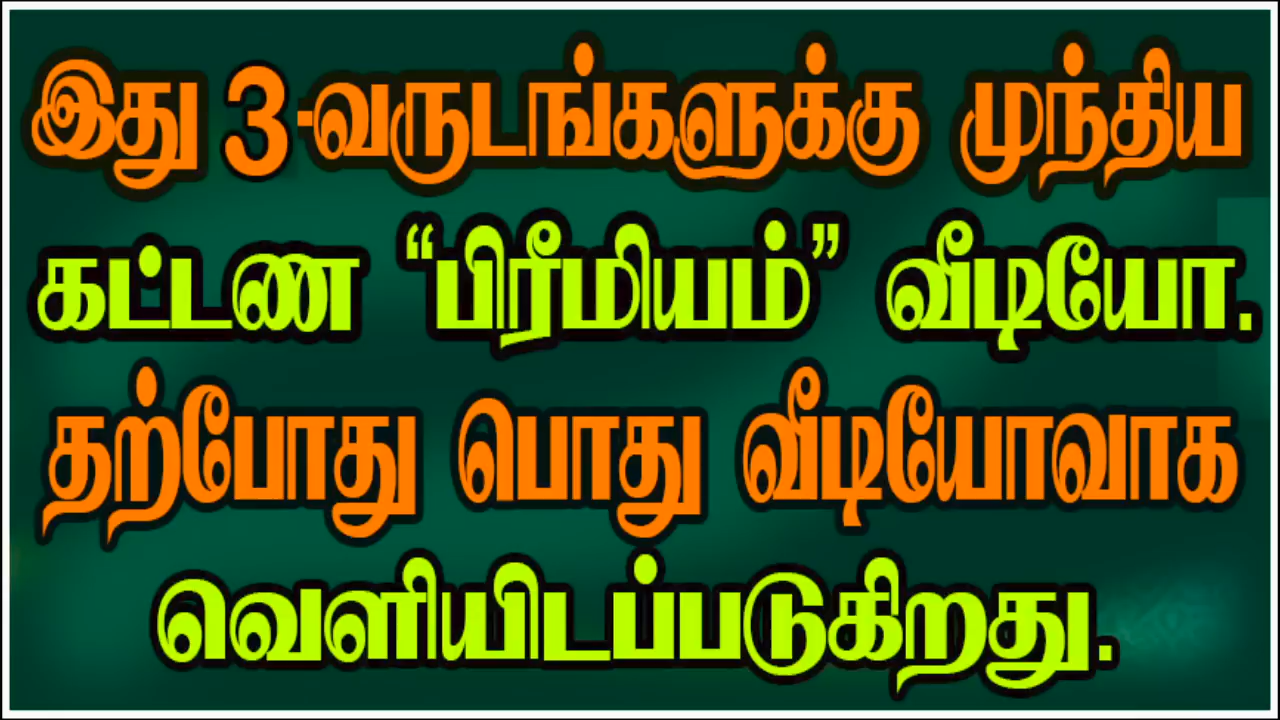 இது 3-வருடங்களுக்கு முந்திய
கட்டண “பிரீமியம்” வீடியோ.
தற்போது பொது வீடியோவாக
வெளியிடப்படுகிறது.